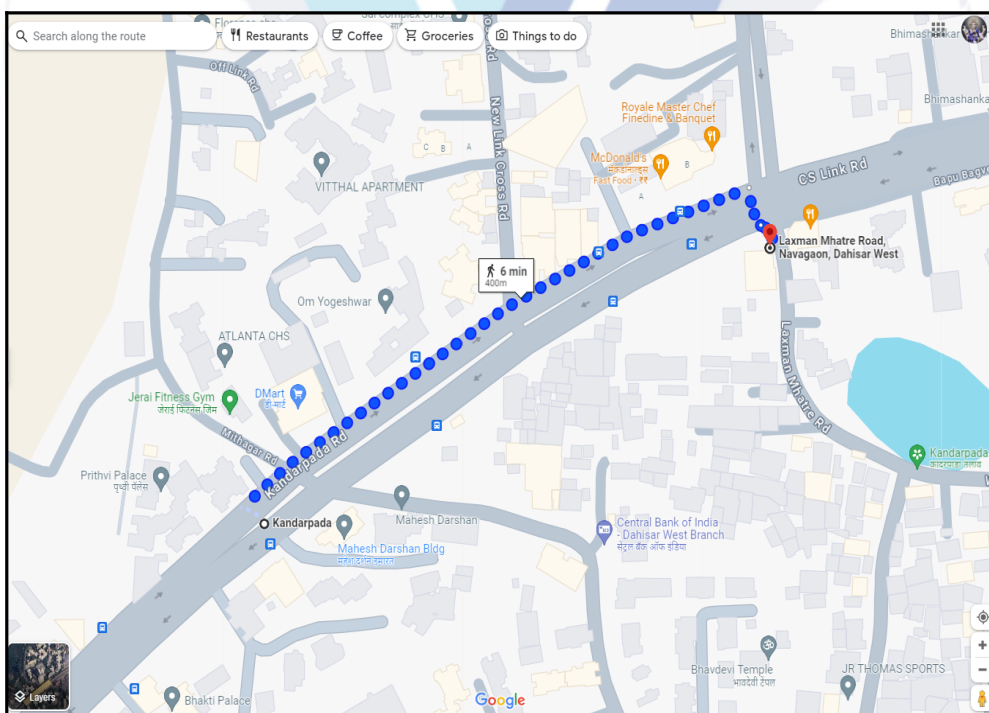 Search along the route
Restaurants
Coffee
Groceries
Things to do
Off Link Rd
New Link Cross Rd
Royale Master Chef
Finedine & Banquet
McDonald's
मॅकडॉनल्ड्स
Fast Food · ₹₹
CS Link Rd
C
B
A
B
A
VITTHAL APARTMENT
Laxman Mhatre Road,
Navagaon, Dahisar West
6 min
400m
Om Yogeshwar
ATLANTA CHS
Laxman Mhatre Rd
Jerai Fitness Gym
जेराई फिटनेस जिम
DMart
डी-मार्ट
Mithagar Rd
Kandarpada Rd
Kandarpada
Prithvi Palace
पृथ्वी पॅलेस
Kandarpada
Mahesh Darshan
Central Bank of India
- Dahisar West Branch
सेंट्रल बँक ऑफ इंडिया
Mahesh Darshan Bldg
Bhavdevi Temple
भावदेवी टेंपल
JR THOMAS SPORTS
Layers
Bhakti Palace
Google